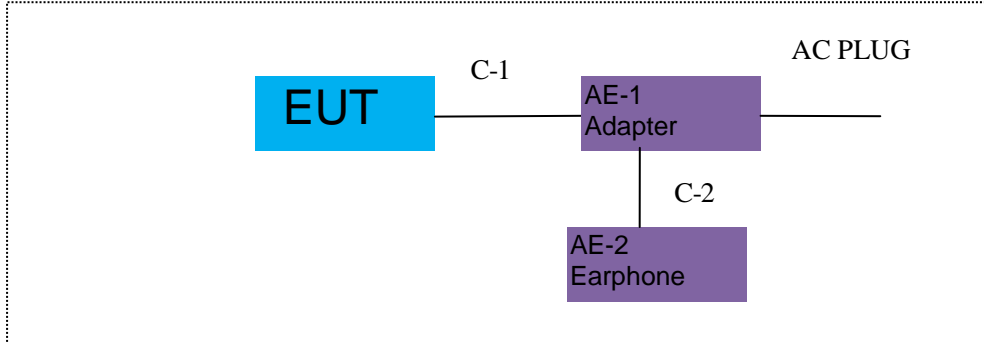 AC PLUG
C-1
EUT
AE-1
Adapter
C-2
AE-2
Earphone